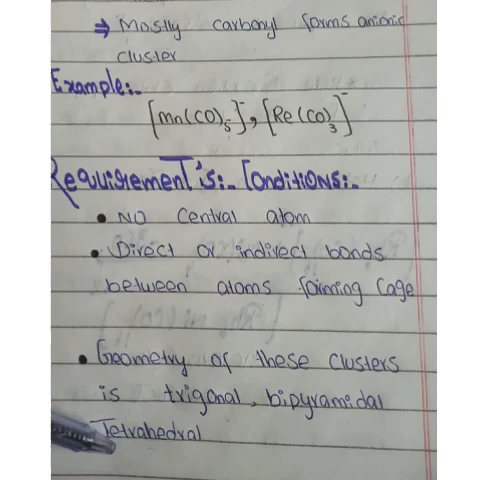 ⇒ Mostly carbonyl forms anionic
cluster
Example:-
[Mn(CO)₅]⁻, [Re(CO)₃]⁻
Requirement's:- Conditions:-
• No Central atom
• Direct or indirect bonds
between atoms forming Cage
• Geometry of these clusters
is trigonal, bipyramidal
Tetrahedral